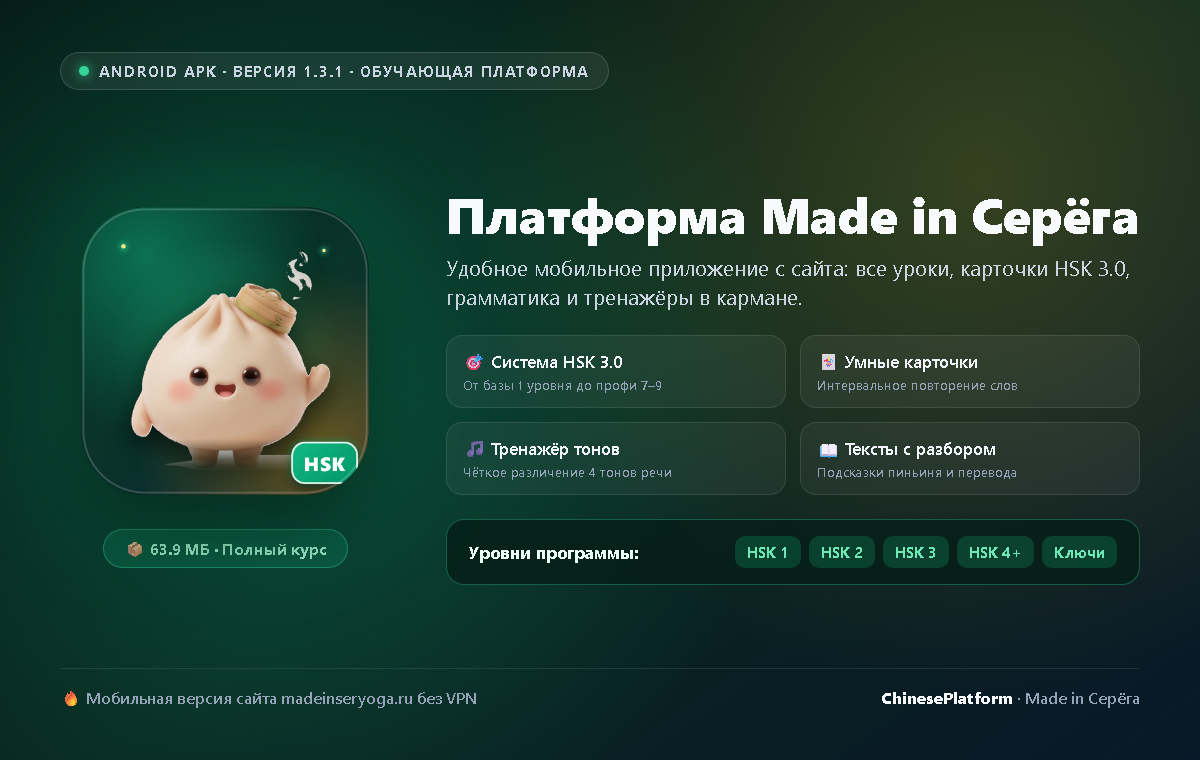 ANDROID APK · ВЕРСИЯ 1.3.1 · ОБУЧАЮЩАЯ ПЛАТФОРМА
HSK
📦 63.9 МБ · Полный курс
Платформа Made in Серёга
Удобное мобильное приложение с сайта: все уроки, карточки HSK 3.0,
грамматика и тренажёры в кармане.
🎯 Система HSK 3.0
От базы 1 уровня до профи 7–9
🃏 Умные карточки
Интервальное повторение слов
🎵 Тренажёр тонов
Чёткое различение 4 тонов речи
📖 Тексты с разбором
Подсказки пиньиня и перевода
Уровни программы:
HSK 1
HSK 2
HSK 3
HSK 4+
Ключи
🔥 Мобильная версия сайта madeinseryoga.ru без VPN
ChinesePlatform · Made in Серёга